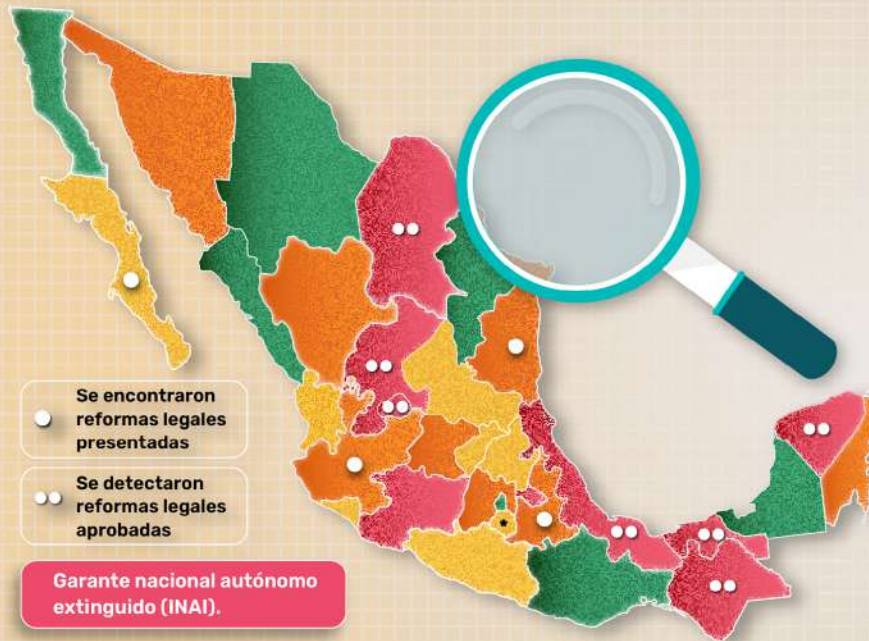 Se encontraron
reformas legales
presentadas
Se detectaron
reformas legales
aprobadas
Garante nacional autónomo
extinguido (INAI).